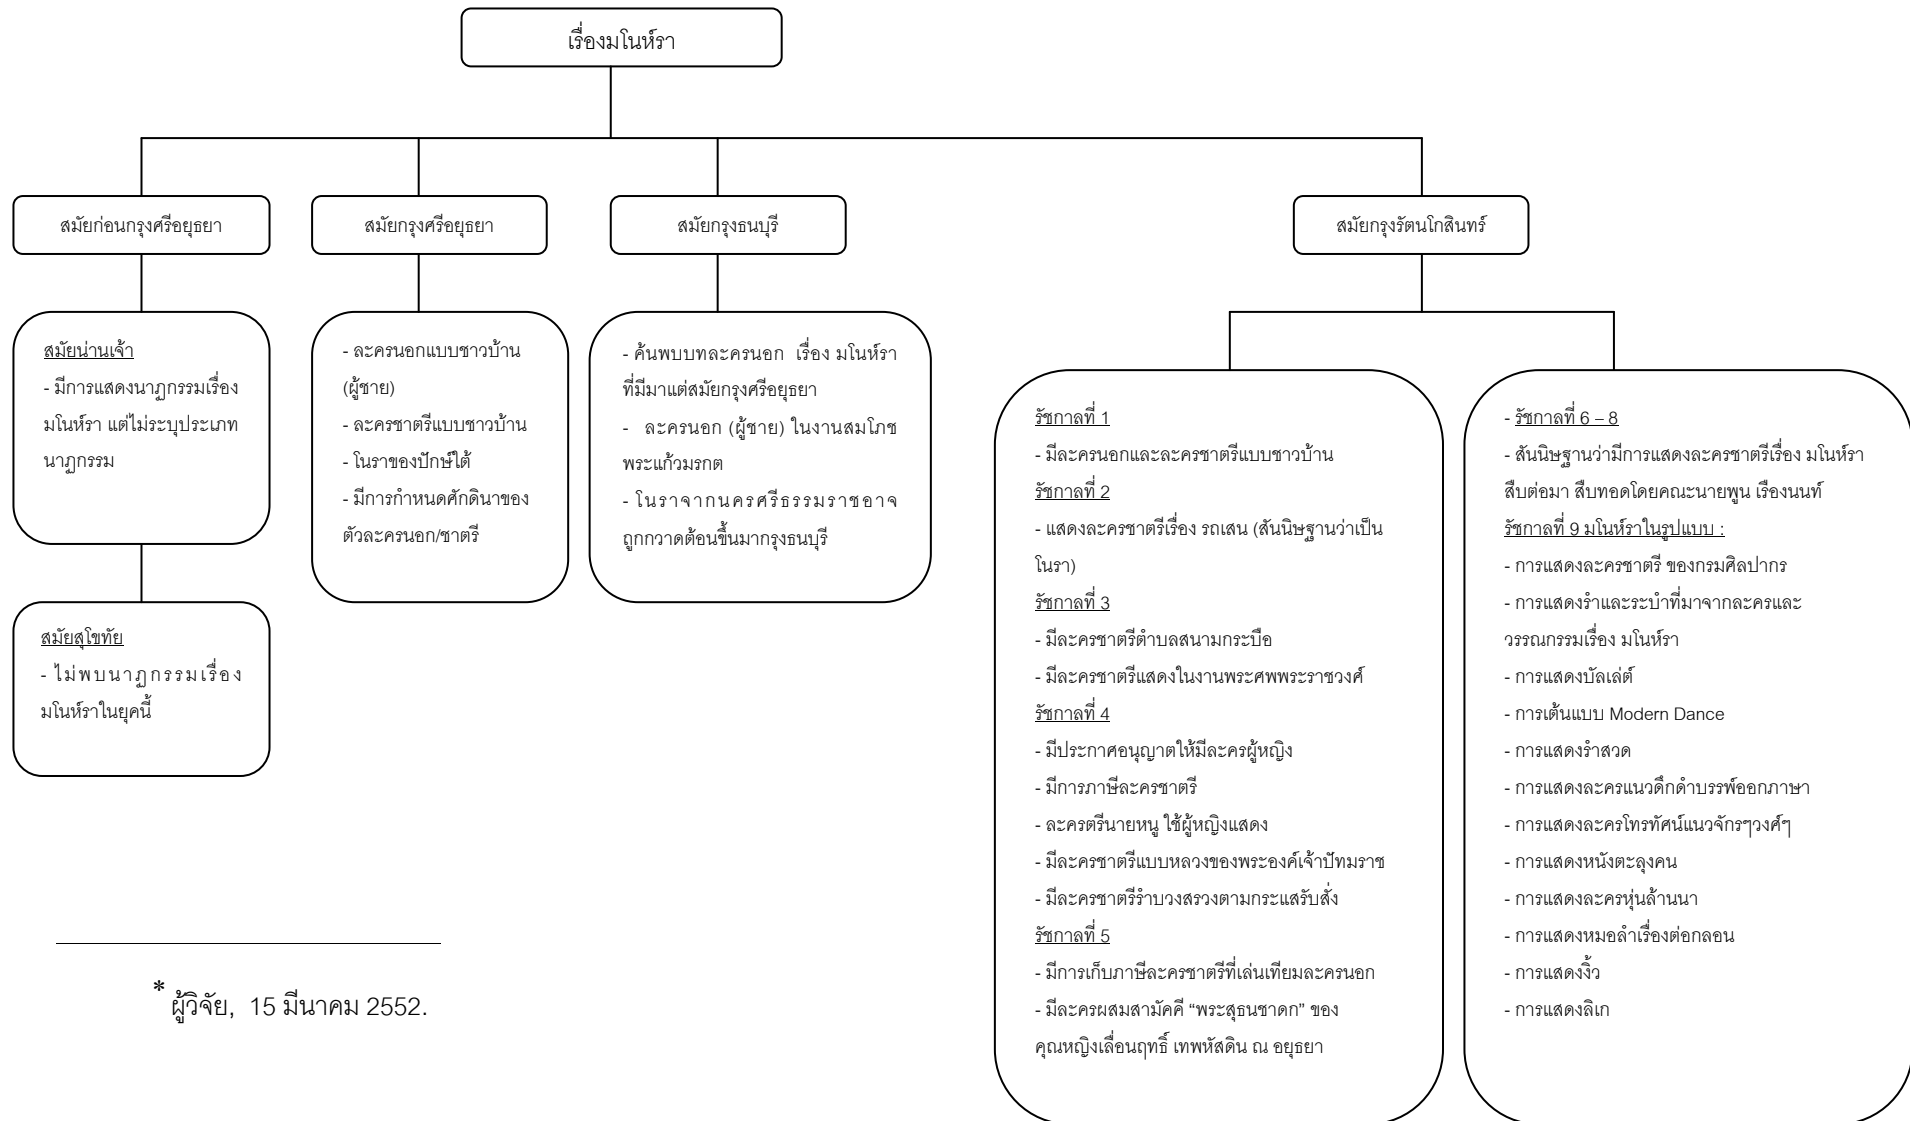 เรื่องมโนห์รา
สมัยก่อนกรุงศรีอยุธยา
สมัยน่านเจ้า
- มีการแสดงนาฏกรรมเรื่อง
มโนห์รา แต่ไม่ระบุประเภท
นาฏกรรม
สมัยสุโขทัย
- ไม่พบนาฏกรรมเรื่อง
มโนห์ราในยุคนี้
สมัยกรุงศรีอยุธยา
- ละครนอกแบบชาวบ้าน
(ผู้ชาย)
- ละครชาตรีแบบชาวบ้าน
- โนราของปักษ์ใต้
- มีการกำหนดศักดินาของ
ตัวละครนอก/ชาตรี
สมัยกรุงธนบุรี
- ค้นพบบทละครนอก เรื่อง มโนห์รา
ที่มีมาแต่สมัยกรุงศรีอยุธยา
- ละครนอก (ผู้ชาย) ในงานสมโภช
พระแก้วมรกต
- โนราจากนครศรีธรรมราชอาจ
ถูกกวาดต้อนขึ้นมากรุงธนบุรี
สมัยกรุงรัตนโกสินทร์
รัชกาลที่ 1
- มีละครนอกและละครชาตรีแบบชาวบ้าน
รัชกาลที่ 2
- แสดงละครชาตรีเรื่อง รถเสน (สันนิษฐานว่าเป็น
โนรา)
รัชกาลที่ 3
- มีละครชาตรีตำบลสนามกระบือ
- มีละครชาตรีแสดงในงานพระศพพระราชวงศ์
รัชกาลที่ 4
- มีประกาศอนุญาตให้มีละครผู้หญิง
- มีการภาษีละครชาตรี
- ละครตรีนายหนู ใช้ผู้หญิงแสดง
- มีละครชาตรีแบบหลวงของพระองค์เจ้าปัทมราช
- มีละครชาตรีรำบวงสรวงตามกระแสรับสั่ง
รัชกาลที่ 5
- มีการเก็บภาษีละครชาตรีที่เล่นเทียมละครนอก
- มีละครผสมสามัคคี “พระสุธนชาดก” ของ
คุณหญิงเลื่อนฤทธิ์ เทพหัสดิน ณ อยุธยา
- รัชกาลที่ 6 – 8
- สันนิษฐานว่ามีการแสดงละครชาตรีเรื่อง มโนห์รา
สืบต่อมา สืบทอดโดยคณะนายพูน เรืองนนท์
รัชกาลที่ 9 มโนห์ราในรูปแบบ :
- การแสดงละครชาตรี ของกรมศิลปากร
- การแสดงรำและระบำที่มาจากละครและ
วรรณกรรมเรื่อง มโนห์รา
- การแสดงบัลเล่ต์
- การเต้นแบบ Modern Dance
- การแสดงรำสวด
- การแสดงละครแนวดึกดำบรรพ์ออกภาษา
- การแสดงละครโทรทัศน์แนวจักรๆวงศ์ๆ
- การแสดงหนังตะลุงคน
- การแสดงละครหุ่นล้านนา
- การแสดงหมอลำเรื่องต่อกลอน
- การแสดงงิ้ว
- การแสดงลิเก
* ผู้วิจัย, 15 มีนาคม 2552.